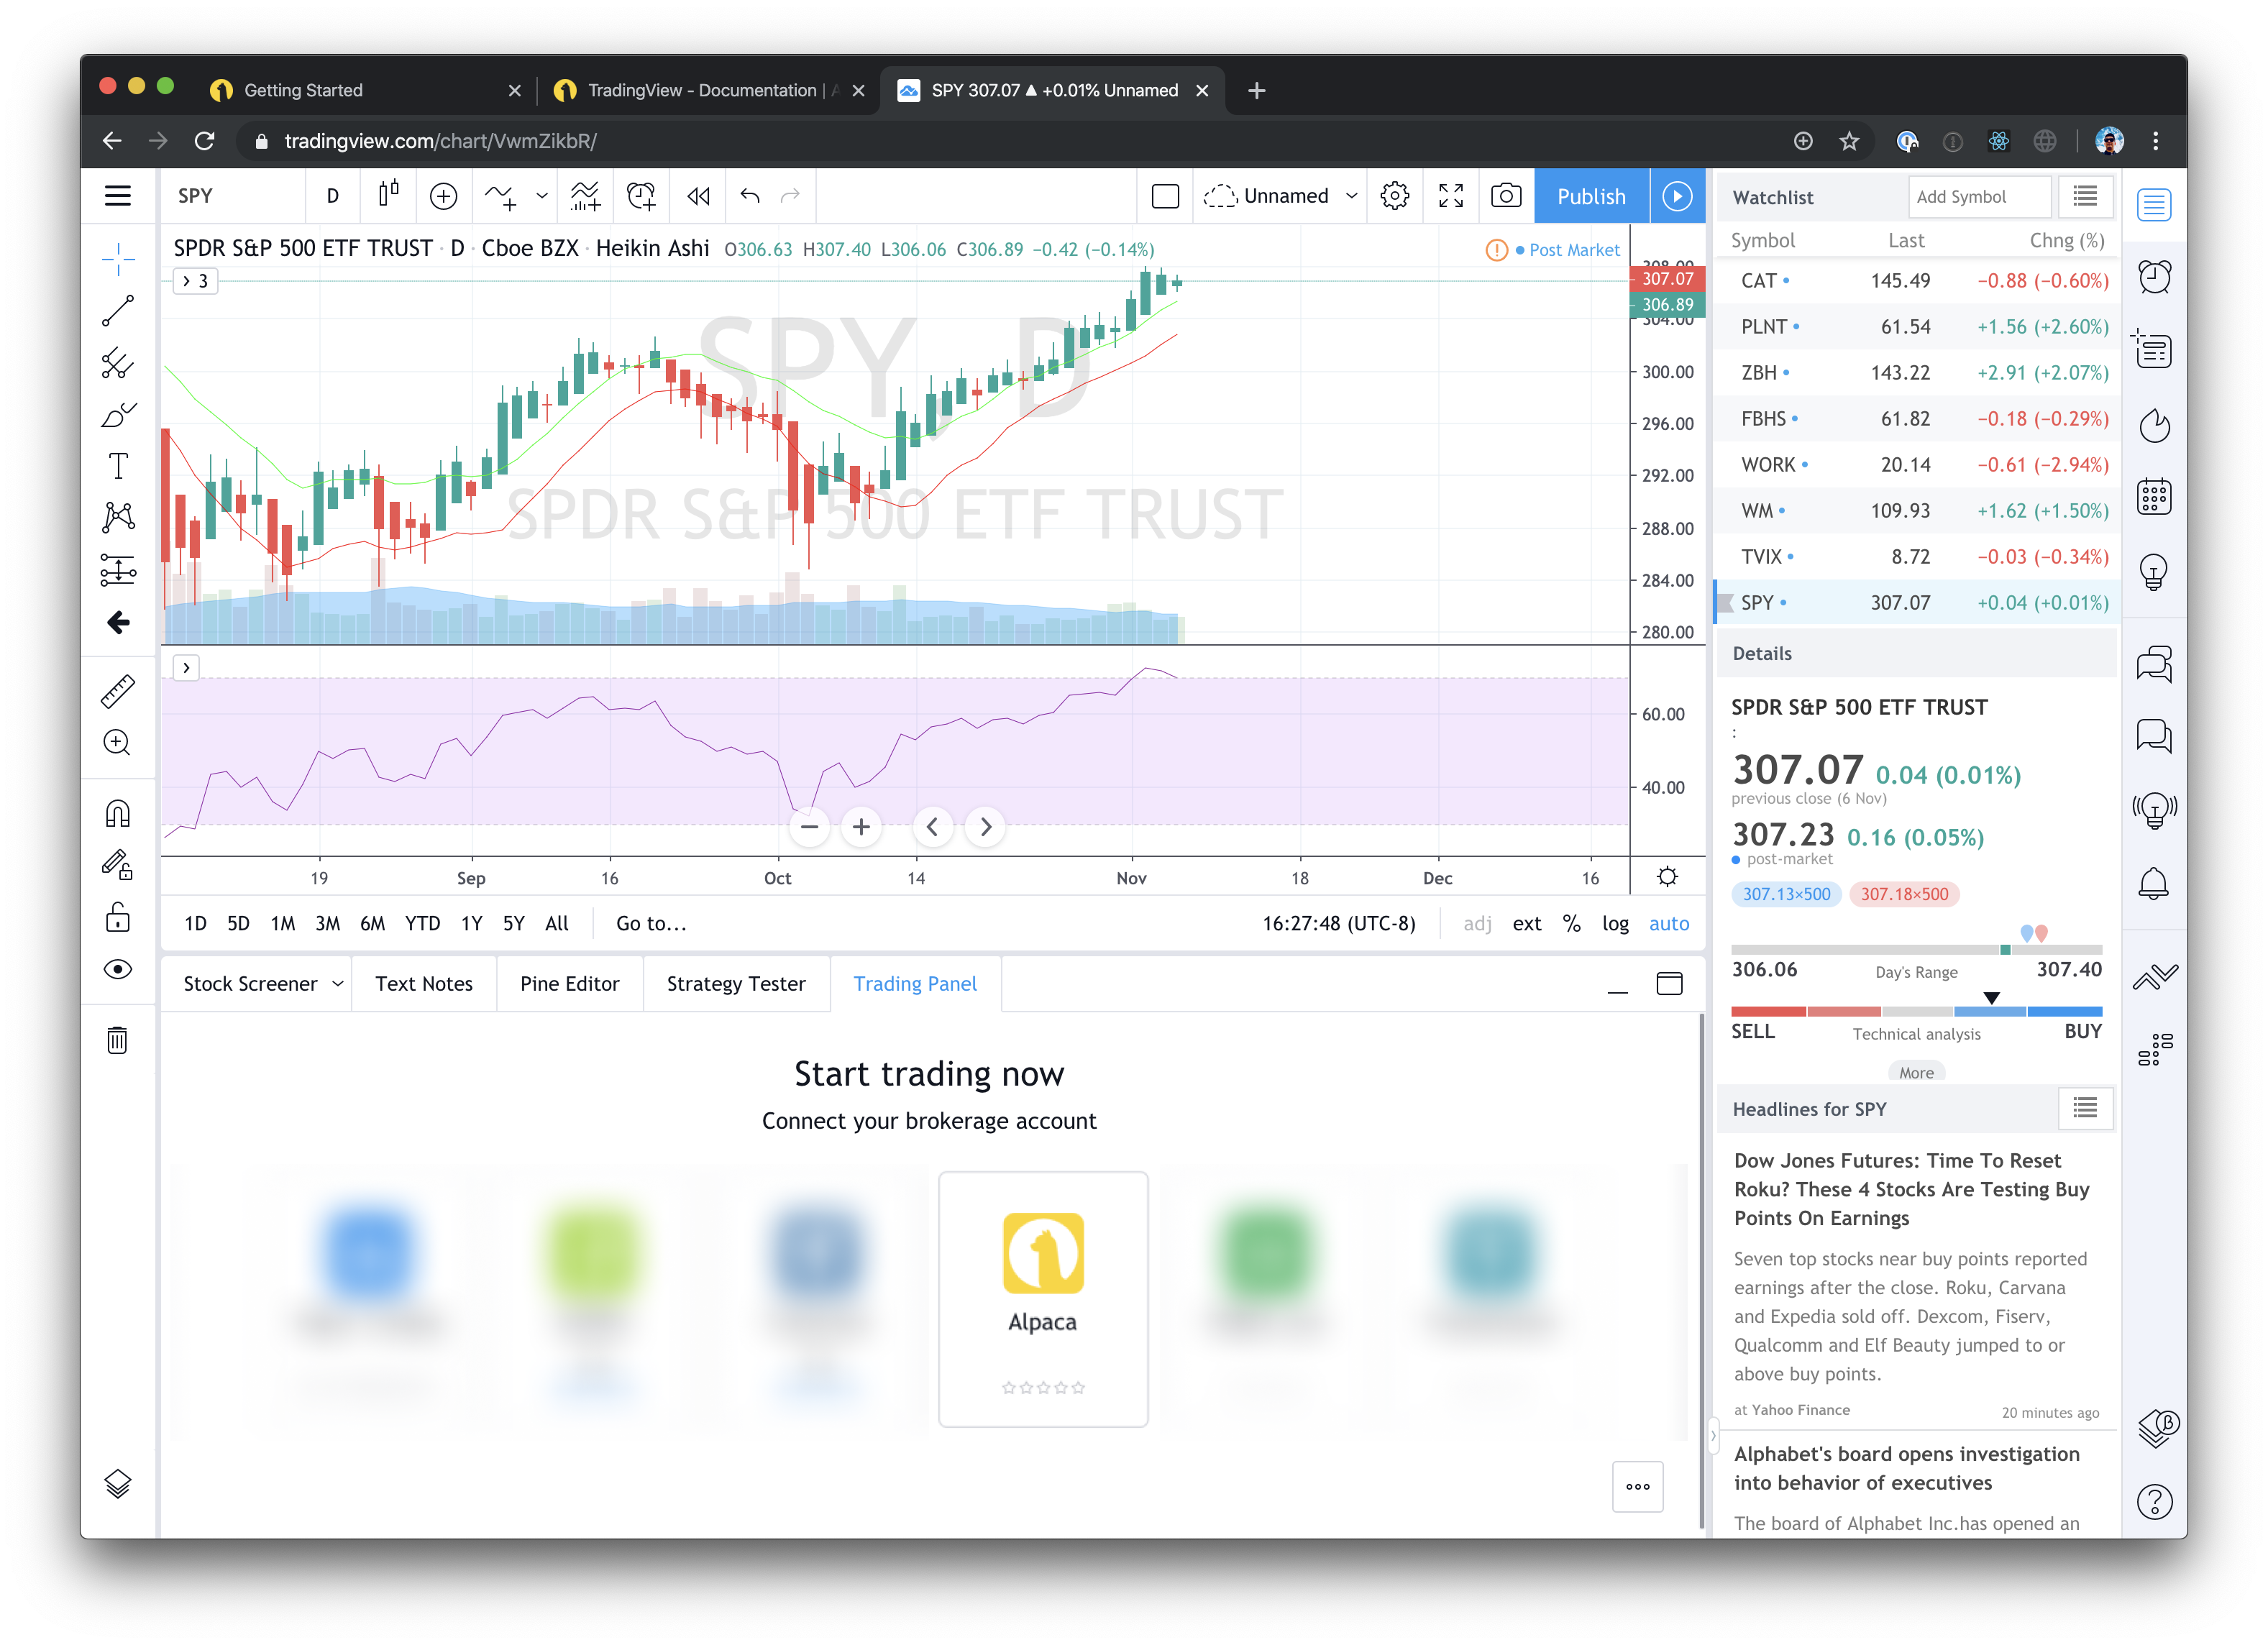 Getting Started
TradingView - Documentation | A
SPY 307.07 ▲ +0.01% Unnamed
tradingview.com/chart/VwmZikbR/
SPY
D
Unnamed
Publish
SPDR S&P 500 ETF TRUST · D · Cboe BZX · Heikin Ashi O306.63 H307.40 L306.06 C306.89 −0.42 (−0.14%)
Post Market
3
SPY, D
SPDR S&P 500 ETF TRUST
308.00
307.07
306.89
304.00
300.00
296.00
292.00
288.00
284.00
280.00
60.00
40.00
19 Sep 16 Oct 14 Nov 18 Dec 16
1D 5D 1M 3M 6M YTD 1Y 5Y All Go to...
16:27:48 (UTC-8) adj ext % log auto
Stock Screener Text Notes Pine Editor Strategy Tester Trading Panel
Start trading now
Connect your brokerage account
Alpaca
Watchlist
Add Symbol
Symbol Last Chng (%)
CAT 145.49 −0.88 (−0.60%)
PLNT 61.54 +1.56 (+2.60%)
ZBH 143.22 +2.91 (+2.07%)
FBHS 61.82 −0.18 (−0.29%)
WORK 20.14 −0.61 (−2.94%)
WM 109.93 +1.62 (+1.50%)
TVIX 8.72 −0.03 (−0.34%)
SPY 307.07 +0.04 (+0.01%)
Details
SPDR S&P 500 ETF TRUST
:
307.07 0.04 (0.01%)
previous close (6 Nov)
307.23 0.16 (0.05%)
post-market
307.13×500 307.18×500
306.06 Day's Range 307.40
SELL Technical analysis BUY
More
Headlines for SPY
Dow Jones Futures: Time To Reset
Roku? These 4 Stocks Are Testing Buy
Points On Earnings
Seven top stocks near buy points reported
earnings after the close. Roku, Carvana
and Expedia sold off. Dexcom, Fiserv,
Qualcomm and Elf Beauty jumped to or
above buy points.
at Yahoo Finance 20 minutes ago
Alphabet's board opens investigation
into behavior of executives
The board of Alphabet Inc.has opened an